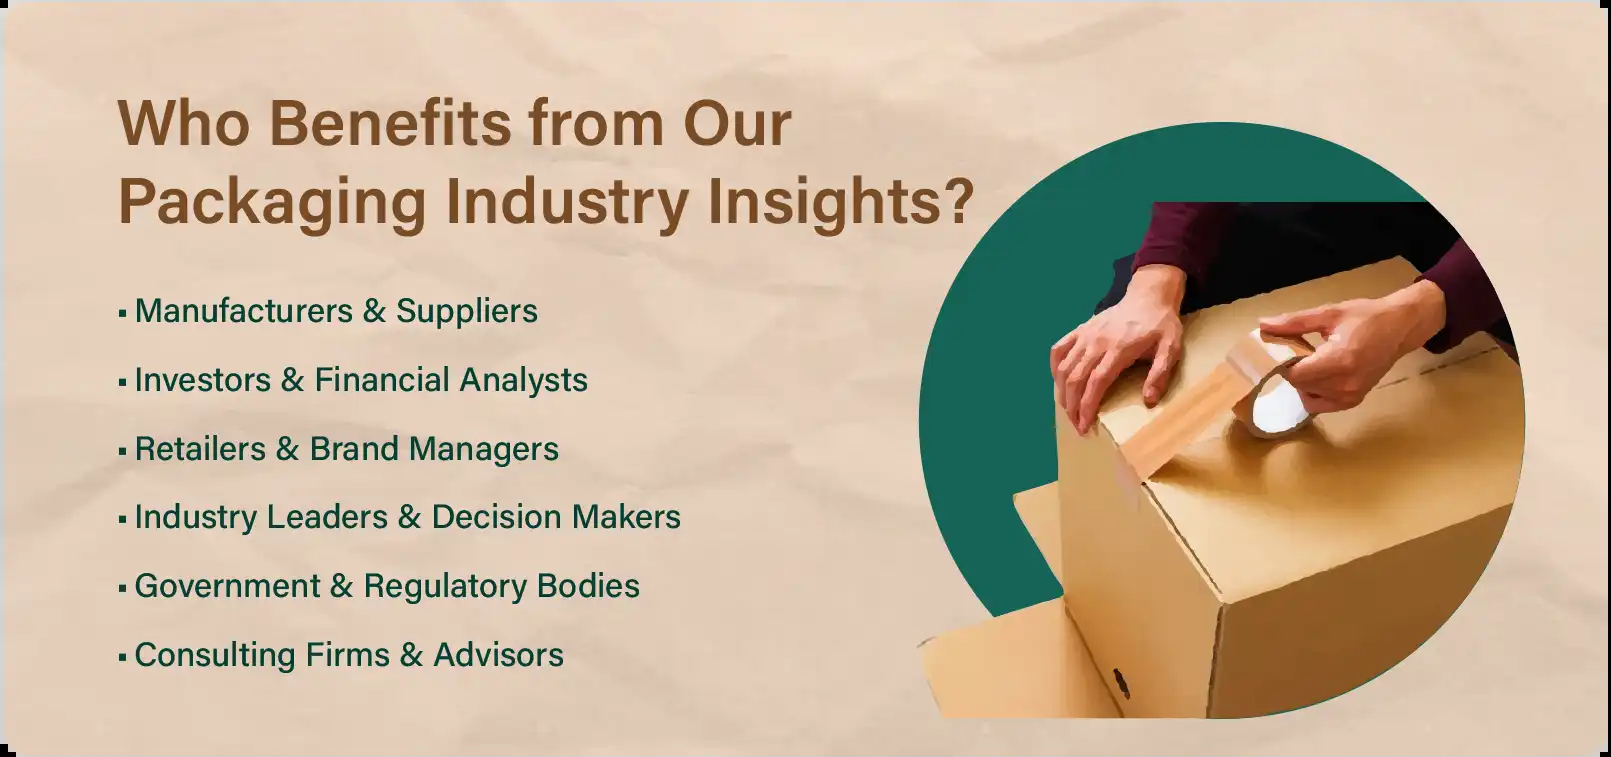 Who Benefits from Our
Packaging Industry Insights?
▪ Manufacturers & Suppliers
▪ Investors & Financial Analysts
▪ Retailers & Brand Managers
▪ Industry Leaders & Decision Makers
▪ Government & Regulatory Bodies
▪ Consulting Firms & Advisors